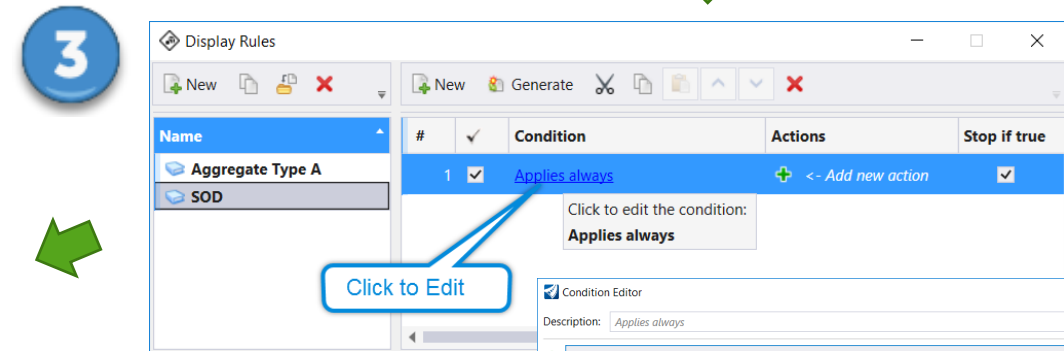 3
Display Rules
New
New Generate
Name
# Condition Actions Stop if true
Aggregate Type A
1 Applies always <- Add new action
SOD
Click to edit the condition:
Applies always
Click to Edit
Condition Editor
Description: Applies always